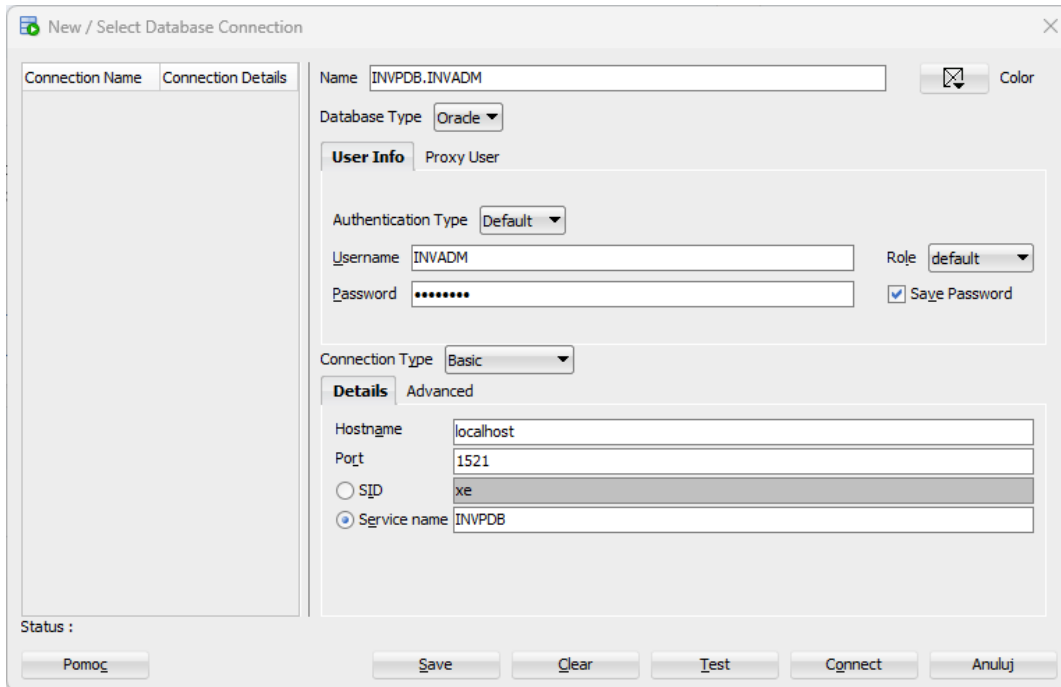 New / Select Database Connection
Connection Name Connection Details
Name INVPDB.INVADM Color
Database Type Oracle
User Info Proxy User
Authentication Type Default
Username INVADM Role default
Password •••••••• Save Password
Connection Type Basic
Details Advanced
Hostname localhost
Port 1521
SID xe
Service name INVPDB
Status :
Pomoc Save Clear Test Connect Anuluj